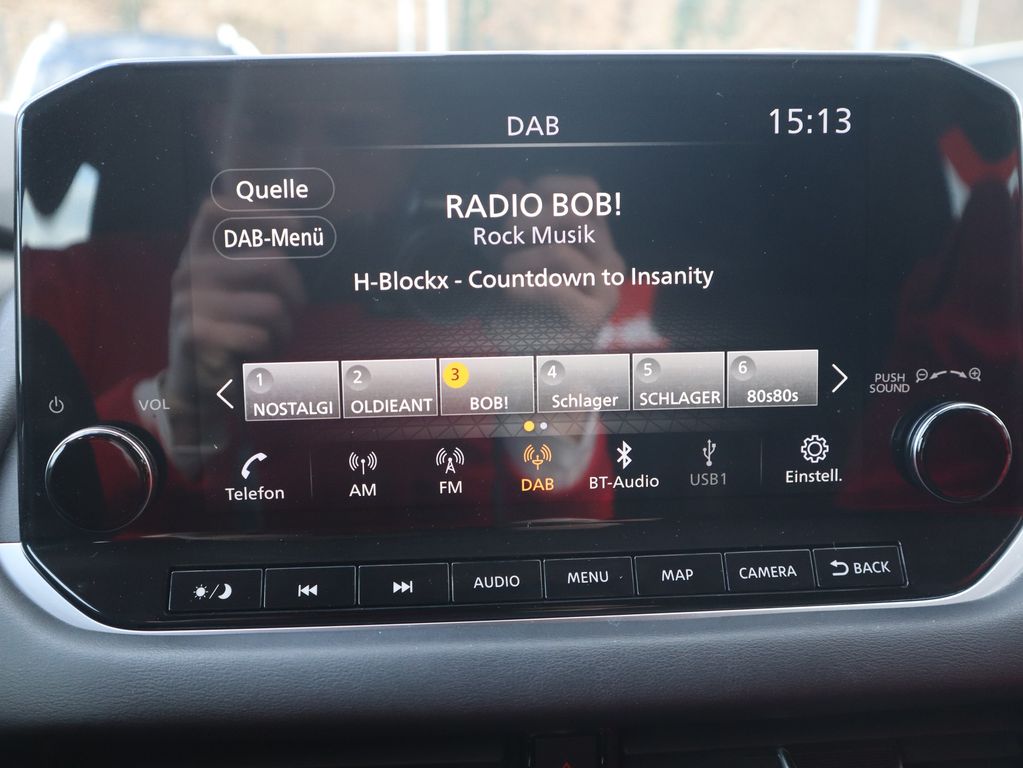 DAB
15:13
Quelle
DAB-Menü
RADIO BOB!
Rock Musik
H-Blockx - Countdown to Insanity
1 2 3 4 5 6
NOSTALGI OLDIEANT BOB! Schlager SCHLAGER 80s80s
VOL
PUSH
SOUND
Telefon AM FM DAB BT-Audio USB1 Einstell.
AUDIO MENU MAP CAMERA BACK